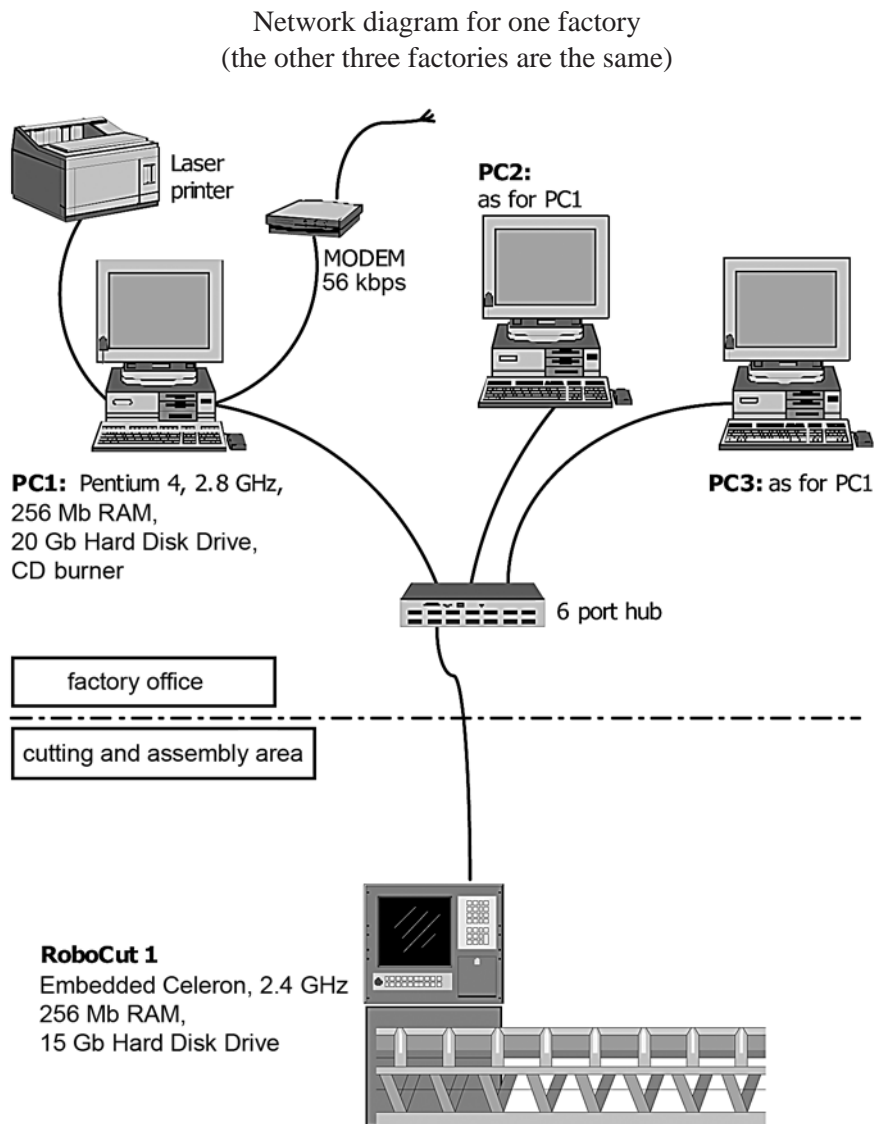 Network diagram for one factory
(the other three factories are the same)
Laser
printer
MODEM
56 kbps
PC2:
as for PC1
PC1: Pentium 4, 2.8 GHz,
256 Mb RAM,
20 Gb Hard Disk Drive,
CD burner
PC3: as for PC1
6 port hub
factory office
cutting and assembly area
RoboCut 1
Embedded Celeron, 2.4 GHz
256 Mb RAM,
15 Gb Hard Disk Drive